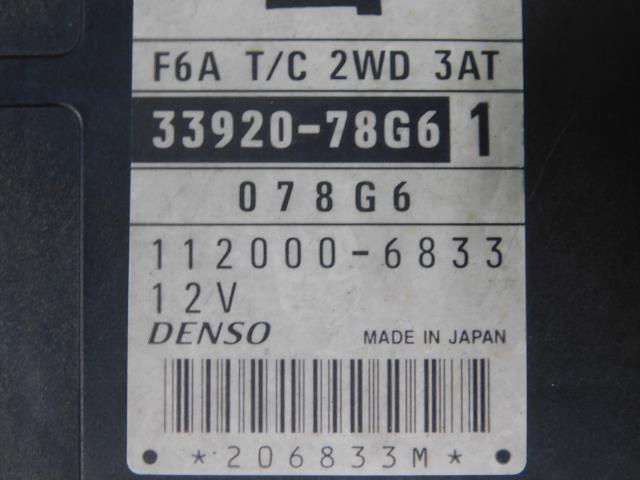 F6A T/C 2WD 3AT
33920-78G6 1
078G6
112000-6833
12V
DENSO MADE IN JAPAN
*206833M*